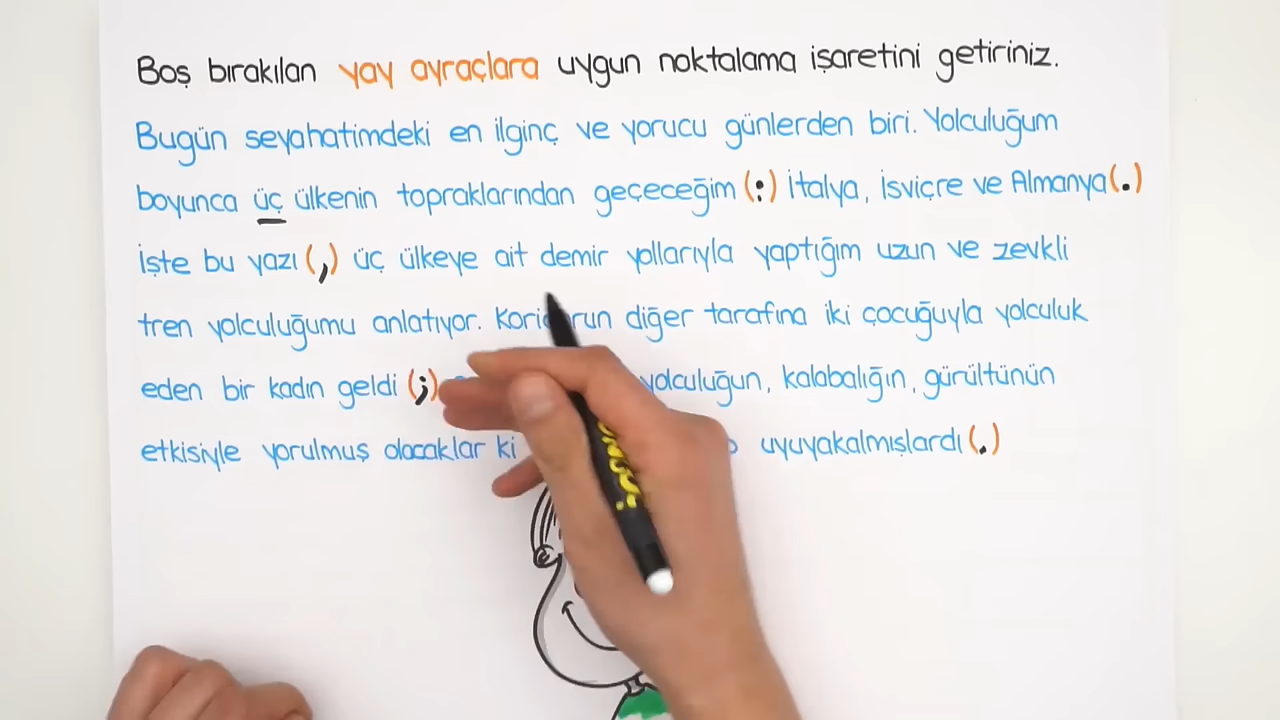 Boş bırakılan yay ayraçlara uygun noktalama işaretini getiriniz.
Bugün seyahatimdeki en ilginç ve yorucu günlerden biri. Yolculuğum
boyunca üç ülkenin topraklarından geçeceğim (:) İtalya, İsviçre ve Almanya (.)
İşte bu yazı (,) üç ülkeye ait demir yollarıyla yaptığım uzun ve zevkli
tren yolculuğumu anlatıyor. diğer tarafına iki çocuğuyla yolculuk
eden bir kadın geldi (;) yolculuğun, kalabalığın, gürültünün
etkisiyle yorulmuş olacaklar ki uyuyakalmışlardı (.)